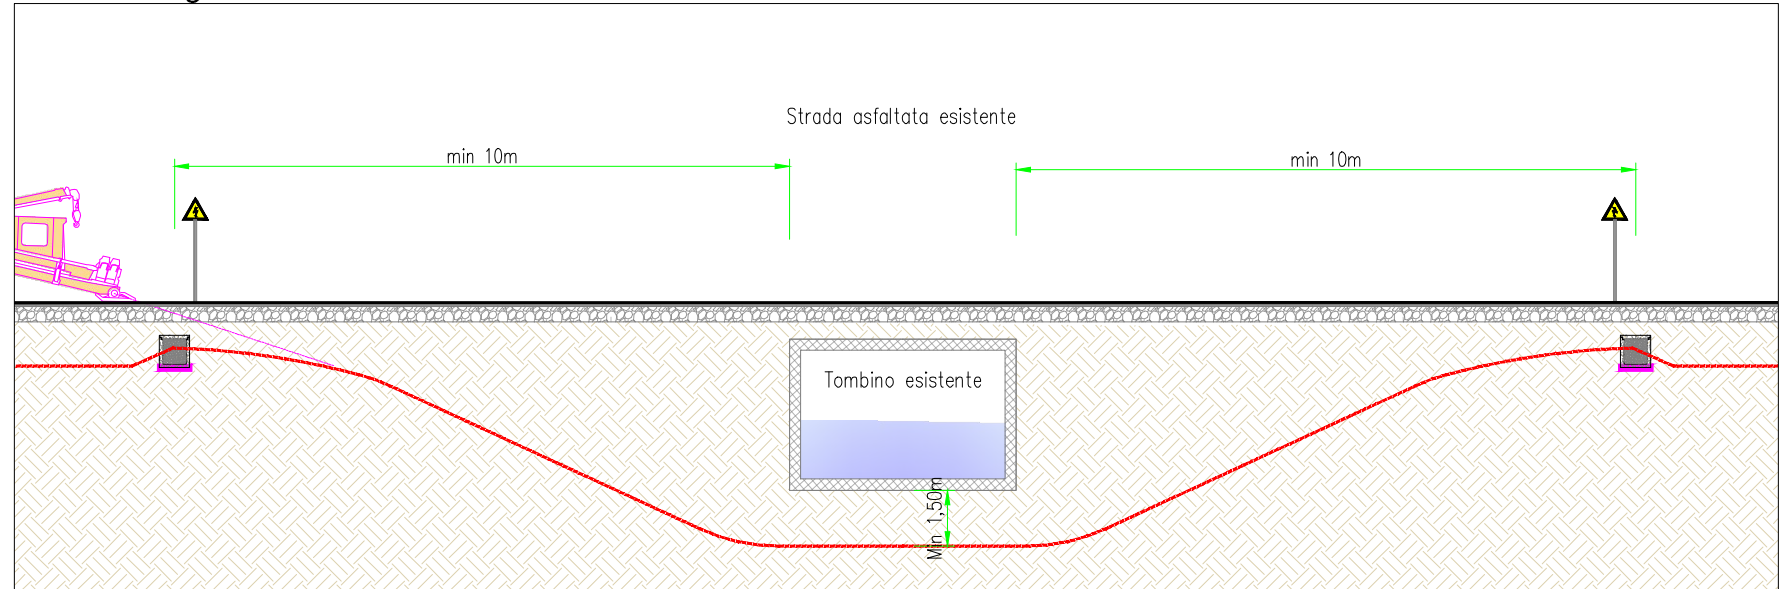 Strada asfaltata esistente
min 10m
min 10m
Tombino esistente
Min 1,50m